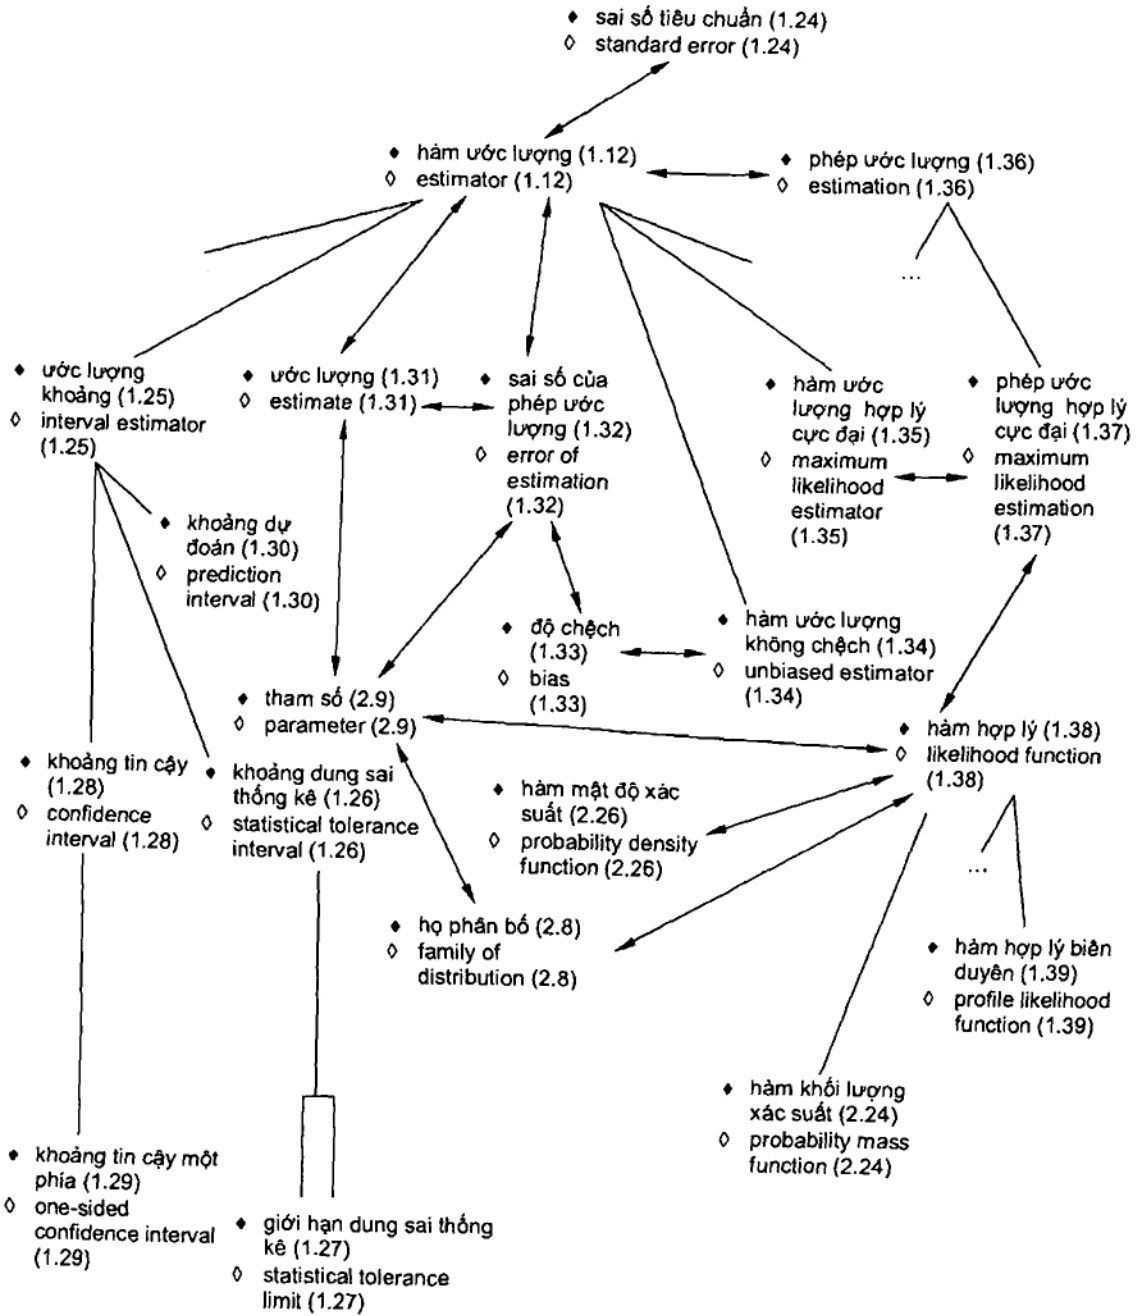 ♦ sai số tiêu chuẩn (1.24)
◊ standard error (1.24)
♦ hàm ước lượng (1.12)
◊ estimator (1.12)
♦ phép ước lượng (1.36)
◊ estimation (1.36)
...
♦ ước lượng
khoảng (1.25)
◊ interval estimator
(1.25)
♦ ước lượng (1.31)
◊ estimate (1.31)
♦ sai số của
phép ước
lượng (1.32)
◊ error of
estimation
(1.32)
♦ hàm ước
lượng hợp lý
cực đại (1.35)
◊ maximum
likelihood
estimator
(1.35)
♦ phép ước
lượng hợp lý
cực đại (1.37)
◊ maximum
likelihood
estimation
(1.37)
♦ khoảng dự
đoán (1.30)
◊ prediction
interval (1.30)
♦ độ chệch
(1.33)
◊ bias
(1.33)
♦ hàm ước lượng
không chệch (1.34)
◊ unbiased estimator
(1.34)
♦ tham số (2.9)
◊ parameter (2.9)
♦ hàm hợp lý (1.38)
◊ likelihood function
(1.38)
♦ khoảng tin cậy
(1.28)
◊ confidence
interval (1.28)
♦ khoảng dung sai
thống kê (1.26)
◊ statistical tolerance
interval (1.26)
♦ hàm mật độ xác
suất (2.26)
◊ probability density
function (2.26)
...
♦ họ phân bố (2.8)
◊ family of
distribution (2.8)
♦ hàm hợp lý biên
duyên (1.39)
◊ profile likelihood
function (1.39)
♦ hàm khối lượng
xác suất (2.24)
◊ probability mass
function (2.24)
♦ khoảng tin cậy một
phía (1.29)
◊ one-sided
confidence interval
(1.29)
♦ giới hạn dung sai thống
kê (1.27)
◊ statistical tolerance
limit (1.27)